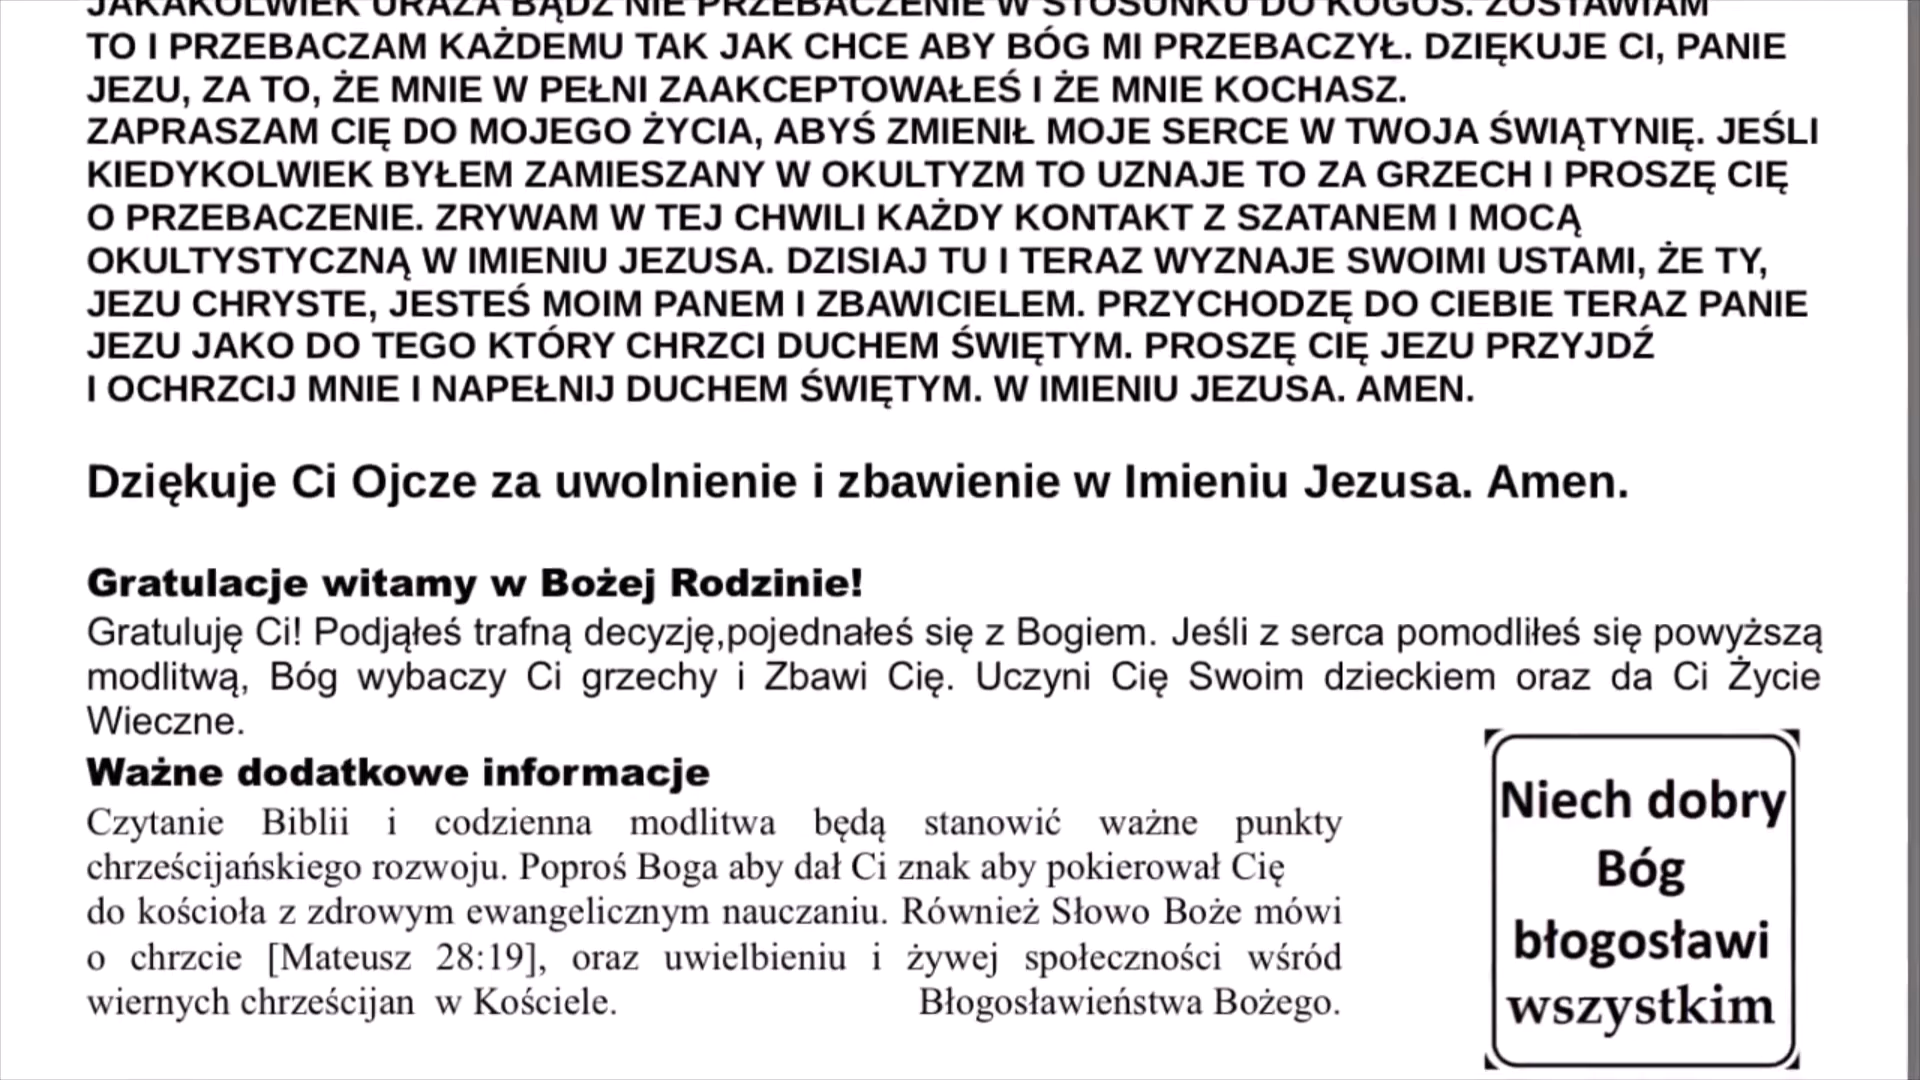 JAKĄKOLWIEK URAZĄ BĄDŹ NIE PRZEBACZENIE W STOSUNKU DO KOGOŚ. ZOSTAWIAM
TO I PRZEBACZAM KAŻDEMU TAK JAK CHCE ABY BÓG MI PRZEBACZYŁ. DZIĘKUJE CI, PANIE
JEZU, ZA TO, ŻE MNIE W PEŁNI ZAAKCEPTOWAŁEŚ I ŻE MNIE KOCHASZ.
ZAPRASZAM CIĘ DO MOJEGO ŻYCIA, ABYŚ ZMIENIŁ MOJE SERCE W TWOJA ŚWIĄTYNIĘ. JEŚLI
KIEDYKOLWIEK BYŁEM ZAMIESZANY W OKULTYZM TO UZNAJE TO ZA GRZECH I PROSZĘ CIĘ
O PRZEBACZENIE. ZRYWAM W TEJ CHWILI KAŻDY KONTAKT Z SZATANEM I MOCĄ
OKULTYSTYCZNĄ W IMIENIU JEZUSA. DZISIAJ TU I TERAZ WYZNAJE SWOIMI USTAMI, ŻE TY,
JEZU CHRYSTE, JESTEŚ MOIM PANEM I ZBAWICIELEM. PRZYCHODZĘ DO CIEBIE TERAZ PANIE
JEZU JAKO DO TEGO KTÓRY CHRZCI DUCHEM ŚWIĘTYM. PROSZĘ CIĘ JEZU PRZYJDŹ
I OCHRZCIJ MNIE I NAPEŁNIJ DUCHEM ŚWIĘTYM. W IMIENIU JEZUSA. AMEN.
Dziękuje Ci Ojcze za uwolnienie i zbawienie w Imieniu Jezusa. Amen.
Gratulacje witamy w Bożej Rodzinie!
Gratuluję Ci! Podjąłeś trafną decyzję,pojednałeś się z Bogiem. Jeśli z serca pomodliłeś się powyższą
modlitwą, Bóg wybaczy Ci grzechy i Zbawi Cię. Uczyni Cię Swoim dzieckiem oraz da Ci Życie
Wieczne.
Ważne dodatkowe informacje
Czytanie Biblii i codzienna modlitwa będą stanowić ważne punkty
chrześcijańskiego rozwoju. Poproś Boga aby dał Ci znak aby pokierował Cię
do kościoła z zdrowym ewangelicznym nauczaniu. Również Słowo Boże mówi
o chrzcie [Mateusz 28:19], oraz uwielbieniu i żywej społeczności wśród
wiernych chrześcijan w Kościele. Błogosławieństwa Bożego.
Niech dobry
Bóg
błogosławi
wszystkim